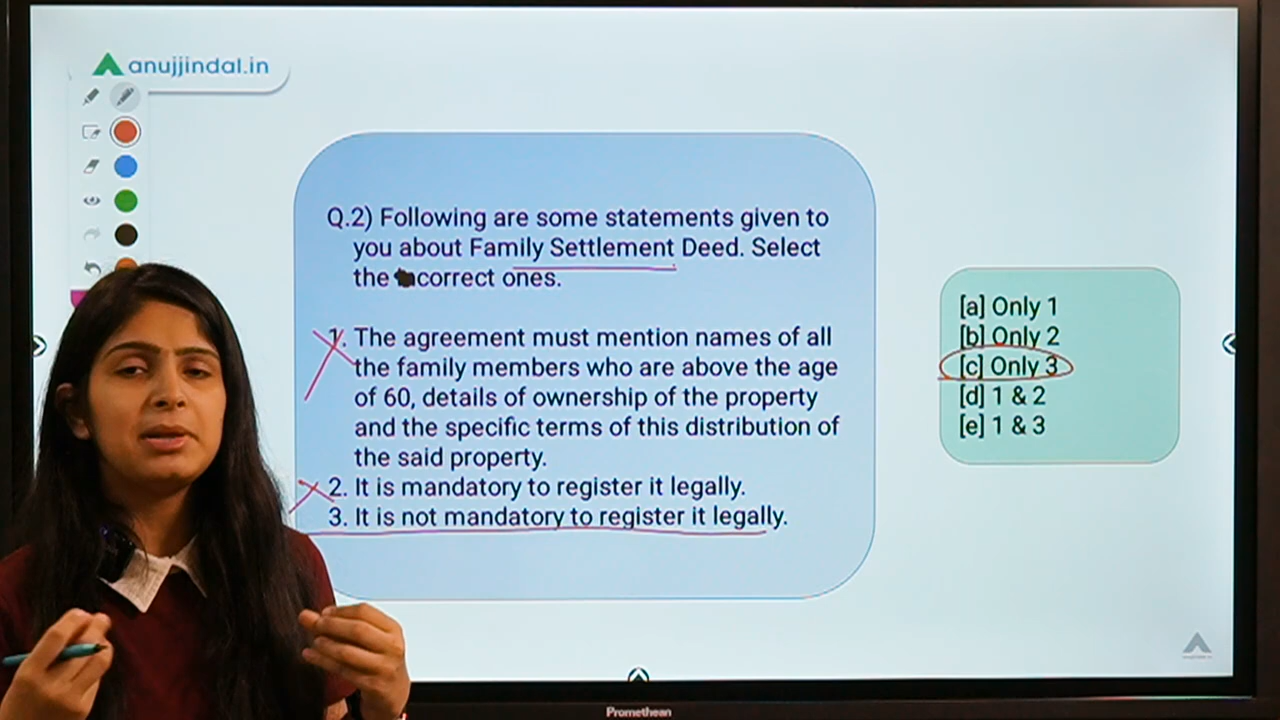 anujjindal.in
Q.2) Following are some statements given to
you about Family Settlement Deed. Select
the correct ones.
1. The agreement must mention names of all
the family members who are above the age
of 60, details of ownership of the property
and the specific terms of this distribution of
the said property.
2. It is mandatory to register it legally.
3. It is not mandatory to register it legally.
[a] Only 1
[b] Only 2
[c] Only 3
[d] 1 & 2
[e] 1 & 3
Promethean